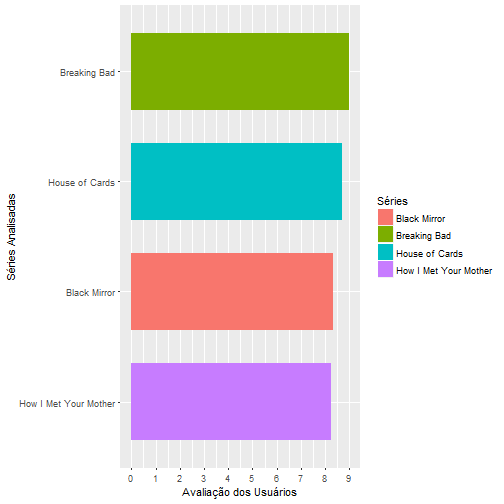 Séries Analisadas
Breaking Bad
House of Cards
Black Mirror
How I Met Your Mother
0 1 2 3 4 5 6 7 8 9
Avaliação dos Usuários
Séries
Black Mirror
Breaking Bad
House of Cards
How I Met Your Mother